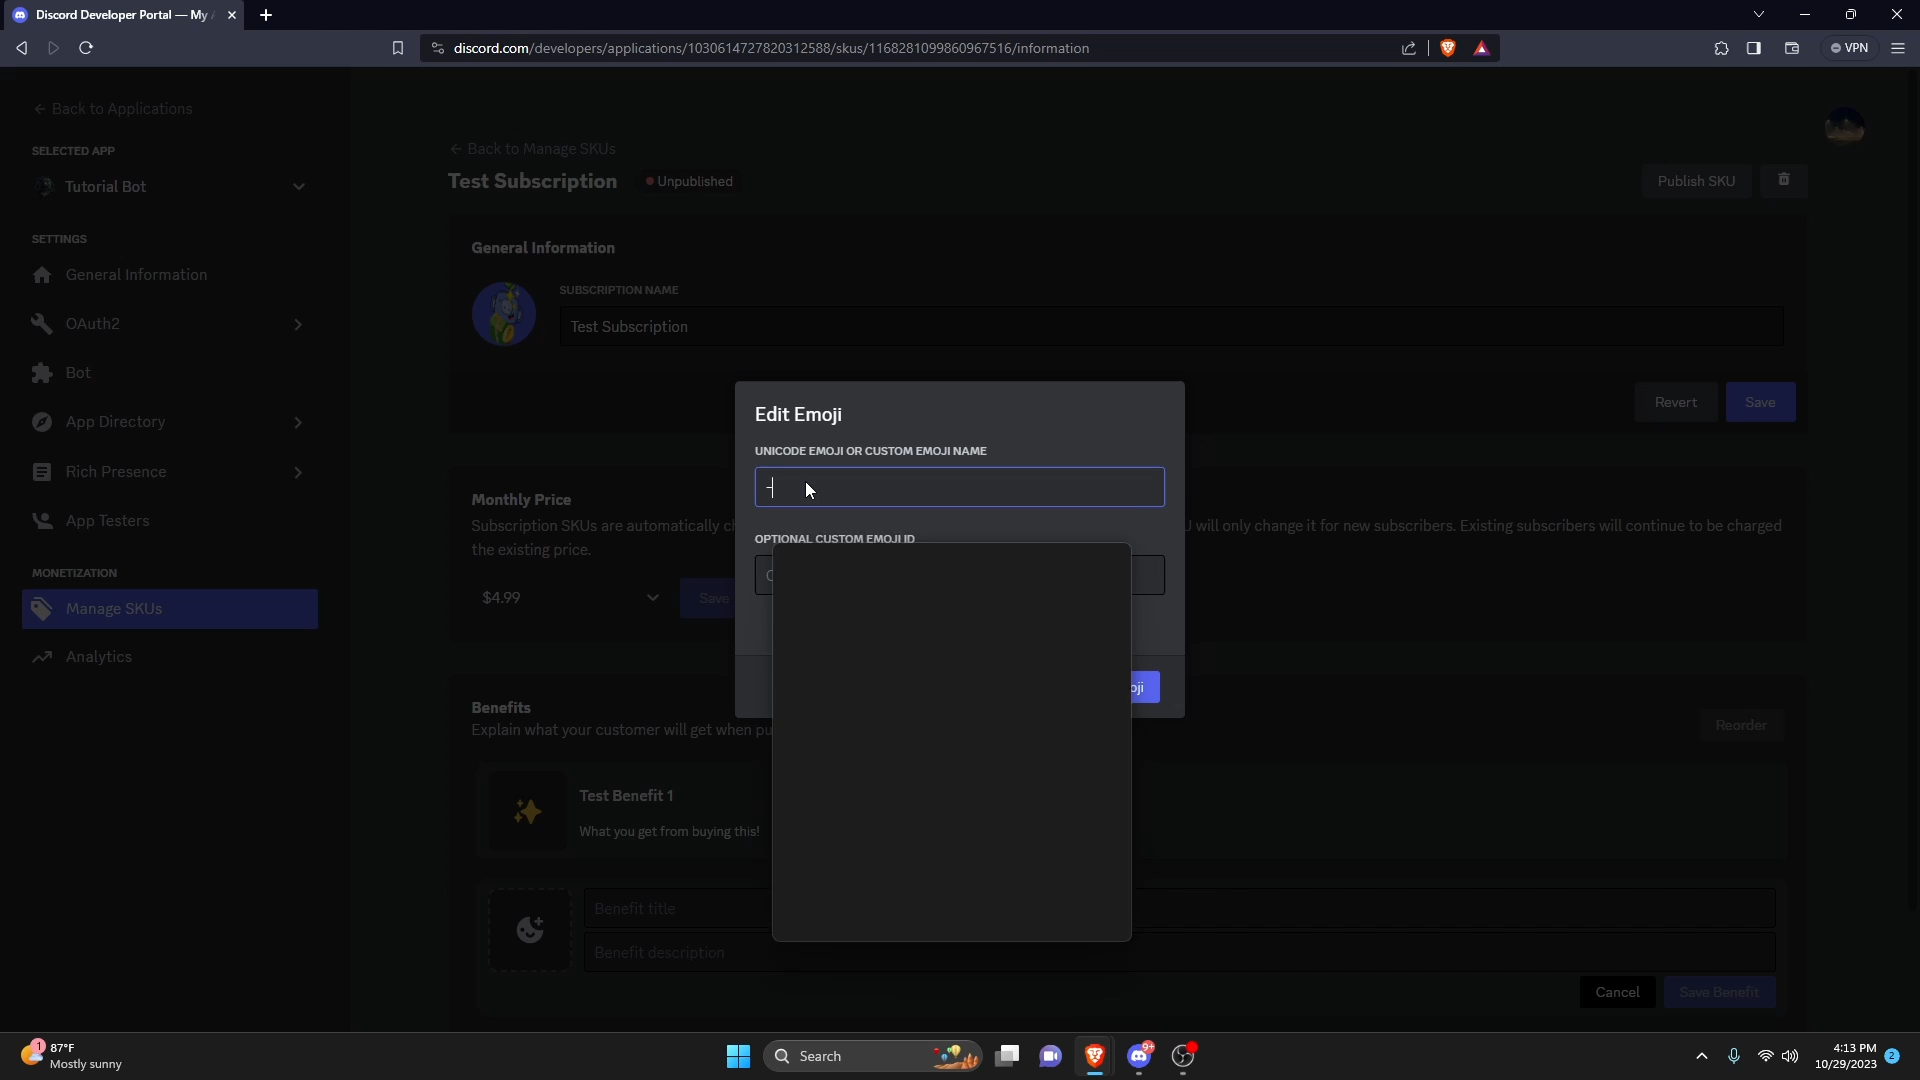 Discord Developer Portal — My
discord.com/developers/applications/1030614727820312588/skus/1168281099860967516/information
VPN
Back to Applications
SELECTED APP
Tutorial Bot
SETTINGS
General Information
OAuth2
Bot
App Directory
Rich Presence
App Testers
MONETIZATION
Manage SKUs
Analytics
Back to Manage SKUs
Test Subscription
Unpublished
Publish SKU
General Information
SUBSCRIPTION NAME
Test Subscription
Revert
Save
Monthly Price
Subscription SKUs are automatically
will only change it for new subscribers. Existing subscribers will continue to be charged
the existing price.
$4.99
Save
Edit Emoji
UNICODE EMOJI OR CUSTOM EMOJI NAME
-
OPTIONAL CUSTOM EMOJI ID
oji
Benefits
Explain what your customer will get when
Reorder
Test Benefit 1
What you get from buying this!
Benefit title
Benefit description
Cancel
Save Benefit
1
87°F
Mostly sunny
Search
9+
4:13 PM
10/29/2023
2